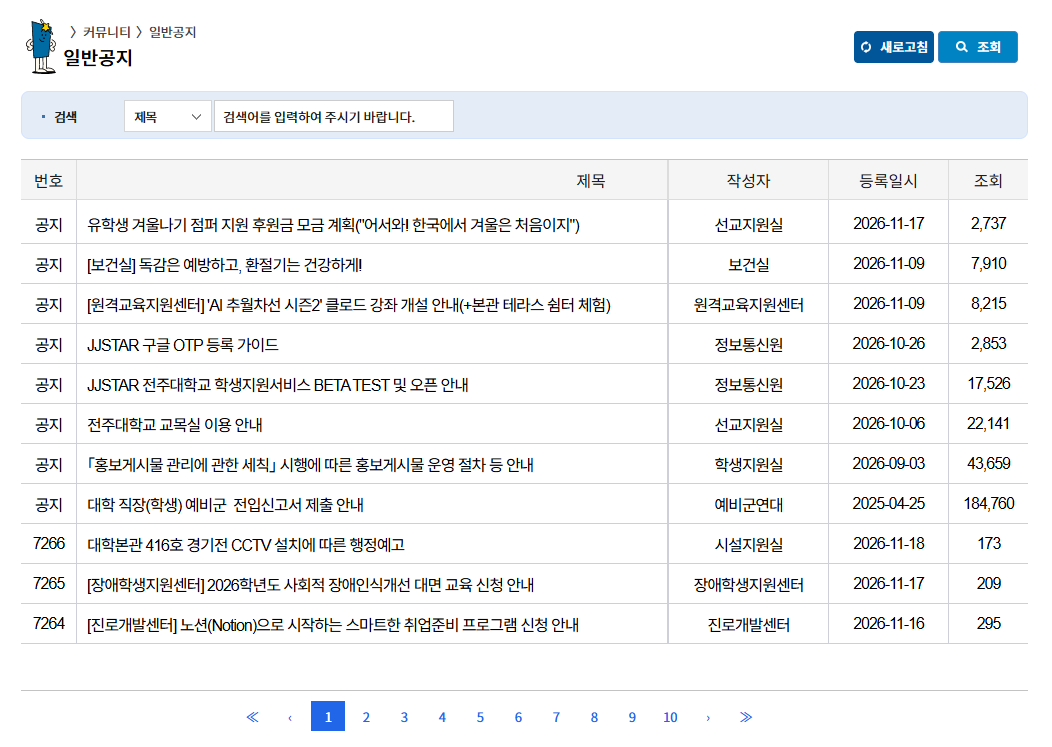 〉 커뮤니티 〉 일반공지
일반공지
새로고침 조회
검색 제목 검색어를 입력하여 주시기 바랍니다.
번호 제목 작성자 등록일시 조회
공지 유학생 겨울나기 점퍼 지원 후원금 모금 계획("어서와! 한국에서 겨울은 처음이지") 선교지원실 2026-11-17 2,737
공지 [보건실] 독감은 예방하고, 환절기는 건강하게! 보건실 2026-11-09 7,910
공지 [원격교육지원센터] 'AI 추월차선 시즌2' 클로드 강좌 개설 안내(+본관 테라스 쉼터 체험) 원격교육지원센터 2026-11-09 8,215
공지 JJSTAR 구글 OTP 등록 가이드 정보통신원 2026-10-26 2,853
공지 JJSTAR 전주대학교 학생지원서비스 BETA TEST 및 오픈 안내 정보통신원 2026-10-23 17,526
공지 전주대학교 교목실 이용 안내 선교지원실 2026-10-06 22,141
공지 「홍보게시물 관리에 관한 세칙」 시행에 따른 홍보게시물 운영 절차 등 안내 학생지원실 2026-09-03 43,659
공지 대학 직장(학생) 예비군 전입신고서 제출 안내 예비군연대 2025-04-25 184,760
7266 대학본관 416호 경기전 CCTV 설치에 따른 행정예고 시설지원실 2026-11-18 173
7265 [장애학생지원센터] 2026학년도 사회적 장애인식개선 대면 교육 신청 안내 장애학생지원센터 2026-11-17 209
7264 [진로개발센터] 노션(Notion)으로 시작하는 스마트한 취업준비 프로그램 신청 안내 진로개발센터 2026-11-16 295
≪ ‹ 1 2 3 4 5 6 7 8 9 10 › ≫